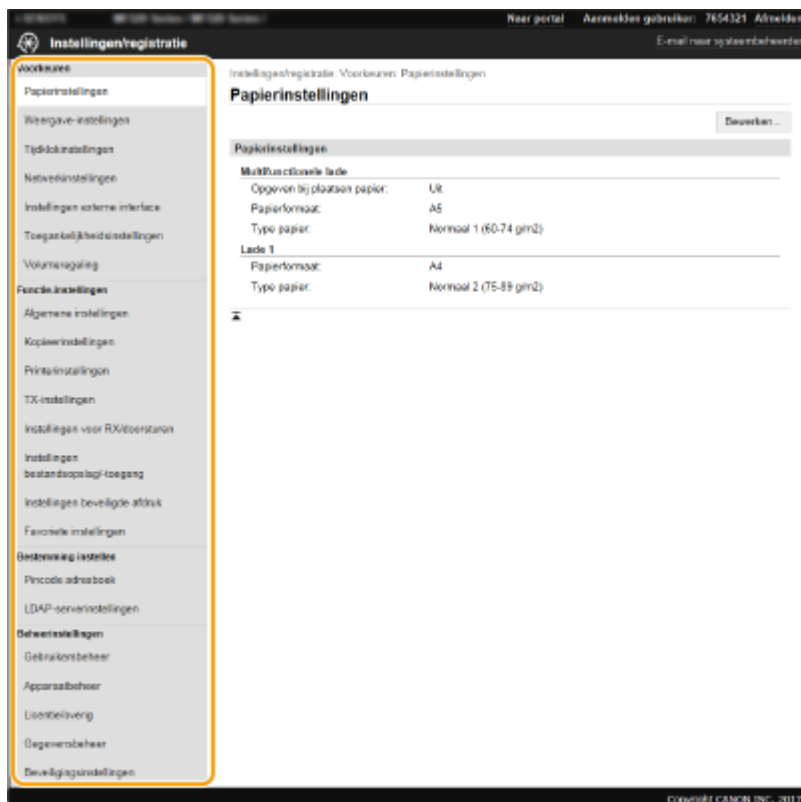 Naar portal Aanmelden gebruiker: 7654321 Afmelden
Instellingen/registratie E-mail naar systeembeheerder
Voorkeuren
Papierinstellingen
Weergave-instellingen
Tijdklokinstellingen
Netwerkinstellingen
Instellingen externe interface
Toegankelijkheidsinstellingen
Volumeregeling
Functie.instellingen
Algemene instellingen
Kopieerinstellingen
Printerinstallingen
TX-instellingen
Instellingen voor RX/doorsturen
Instellingen
bestandsopslag/-toegang
Instellingen beveiligde afdruk
Favoriete instellingen
Bestemming instellen
Pincode adresboek
LDAP-serverinstellingen
Beheerinstellingen
Gebruikersbeheer
Apparaatbeheer
Licentie/overig
Gegevensbeheer
Beveiligingsinstellingen
Instellingen/registratie: Voorkeuren: Papierinstellingen
Papierinstellingen
Bewerken...
Papierinstellingen
Multifunctionele lade
Opgeven bij plaatsen papier: Uit
Papierformaat: A5
Type papier: Normaal 1 (60-74 g/m2)
Lade 1
Papierformaat: A4
Type papier: Normaal 2 (75-89 g/m2)
Copyright CANON INC. 2017